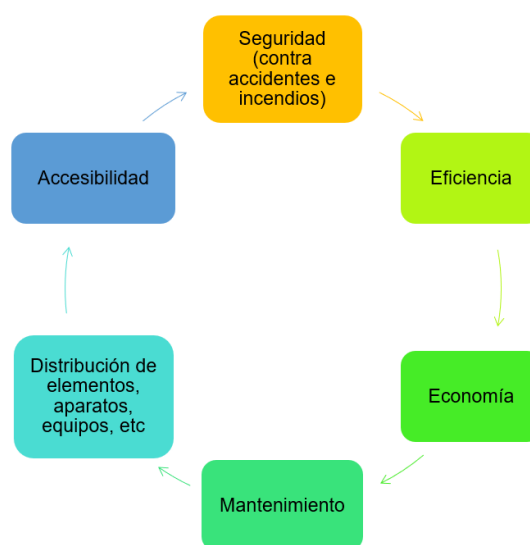 Seguridad
(contra
accidentes e
incendios)
Eficiencia
Economía
Mantenimiento
Distribución de
elementos,
aparatos,
equipos, etc
Accesibilidad